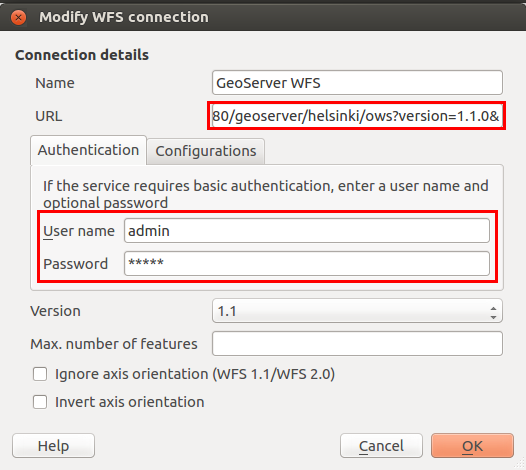 Modify WFS connection
Connection details
Name GeoServer WFS
URL 80/geoserver/helsinki/ows?version=1.1.0&
Authentication Configurations
If the service requires basic authentication, enter a user name and
optional password
User name admin
Password *****
Version 1.1
Max. number of features
Ignore axis orientation (WFS 1.1/WFS 2.0)
Invert axis orientation
Help Cancel OK